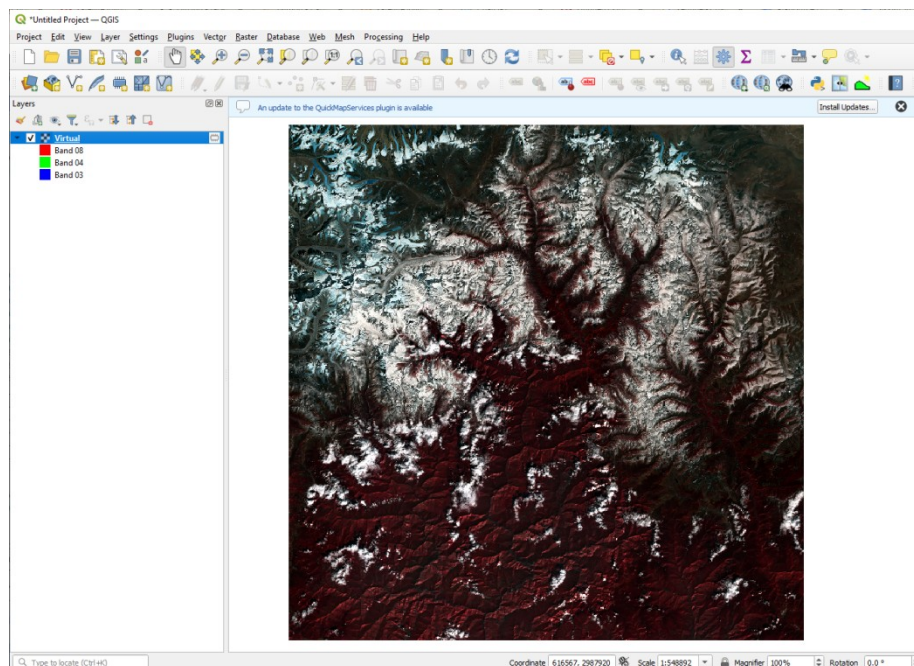 *Untitled Project — QGIS
Project Edit View Layer Settings Plugins Vector Raster Database Web Mesh Processing Help
Layers
An update to the QuickMapServices plugin is available
Install Updates...
Virtual
Band 08
Band 04
Band 03
Type to locate (Ctrl+K)
Coordinate 616567, 2987920 Scale 1:548892 Magnifier 100% Rotation 0.0 °